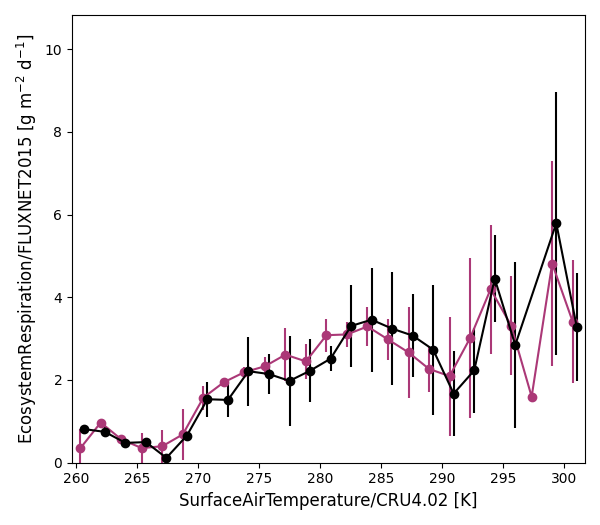 EcosystemRespiration/FLUXNET2015 [g m⁻² d⁻¹]
10
8
6
4
2
0
260 265 270 275 280 285 290 295 300
SurfaceAirTemperature/CRU4.02 [K]